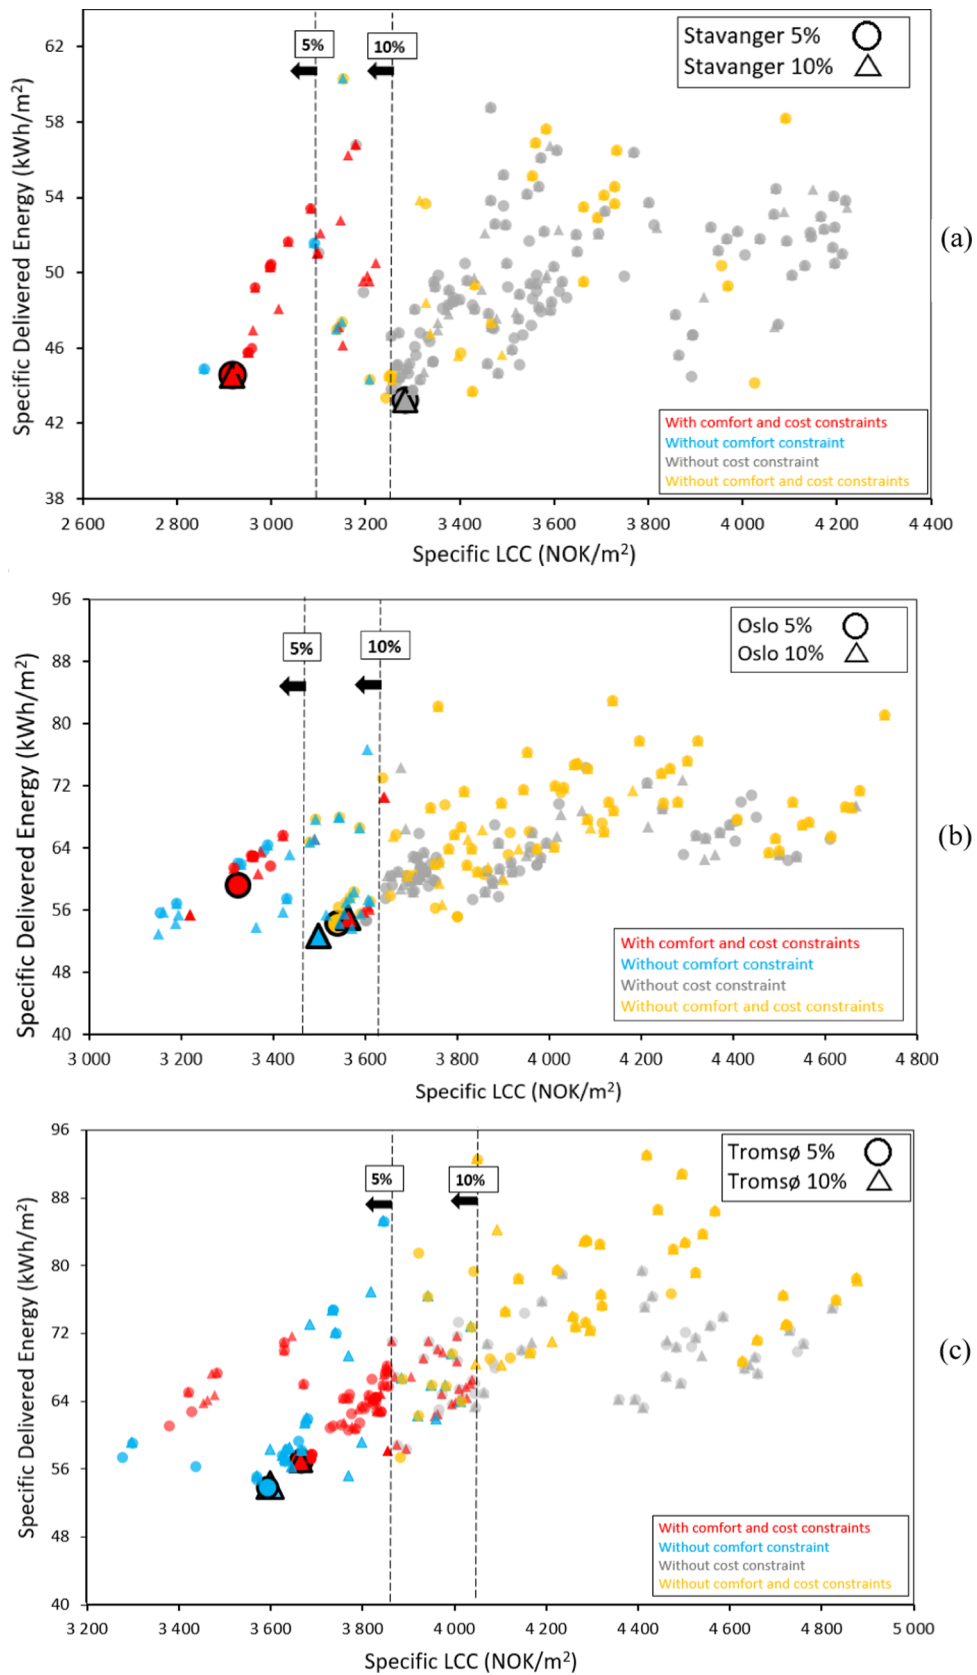 Specific Delivered Energy (kWh/m²)
62
58
54
50
46
42
38
5%
10%
Stavanger 5%
Stavanger 10%
(a)
With comfort and cost constraints
Without comfort constraint
Without cost constraint
Without comfort and cost constraints
2 600 2 800 3 000 3 200 3 400 3 600 3 800 4 000 4 200 4 400
Specific LCC (NOK/m²)
Specific Delivered Energy (kWh/m²)
96
88
80
72
64
56
48
40
5%
10%
Oslo 5%
Oslo 10%
(b)
With comfort and cost constraints
Without comfort constraint
Without cost constraint
Without comfort and cost constraints
3 000 3 200 3 400 3 600 3 800 4 000 4 200 4 400 4 600 4 800
Specific LCC (NOK/m²)
Specific Delivered Energy (kWh/m²)
96
88
80
72
64
56
48
40
5%
10%
Tromsø 5%
Tromsø 10%
(c)
With comfort and cost constraints
Without comfort constraint
Without cost constraint
Without comfort and cost constraints
3 200 3 400 3 600 3 800 4 000 4 200 4 400 4 600 4 800 5 000
Specific LCC (NOK/m²)